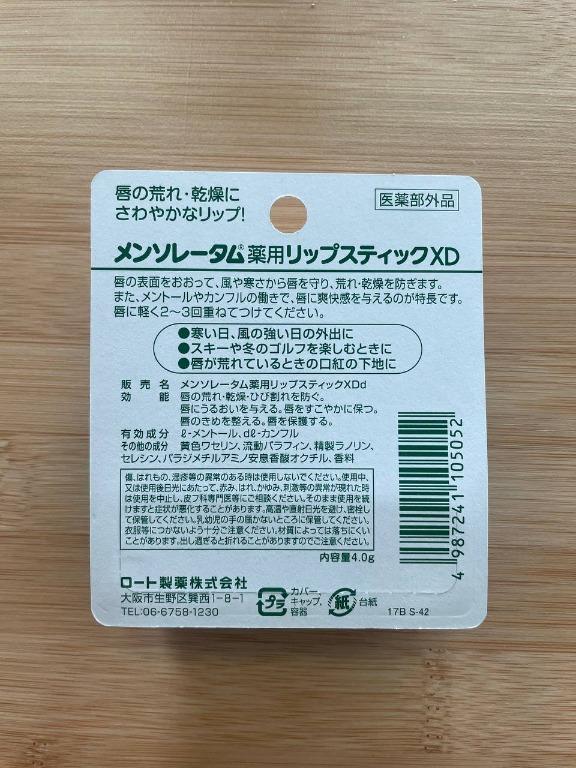 唇の荒れ・乾燥に
さわやかなリップ!
医薬部外品
メンソレータム®薬用リップスティックXD
唇の表面をおおって、風や寒さから唇を守り、荒れ・乾燥を防ぎます。
また、メントールやカンフルの働きで、唇に爽快感を与えるのが特長です。
唇に軽く2〜3回重ねてつけてください。
●寒い日、風の強い日の外出に
●スキーや冬のゴルフを楽しむときに
●唇が荒れているときの口紅の下地に
販売名 メンソレータム薬用リップスティックXDd
効能 唇の荒れ・乾燥・ひび割れを防ぐ。
唇にうるおいを与える。唇をすこやかに保つ。
唇のきめを整える。唇を保護する。
有効成分 ℓ-メントール、dℓ-カンフル
その他の成分 黄色ワセリン、流動パラフィン、精製ラノリン、
セレシン、パラジメチルアミノ安息香酸オクチル、香料
傷、はれもの、湿疹等の異常のある時は使用しないでください。使用中、
又は使用後日光にあたって、赤み、はれ、かゆみ、刺激等の異常が現れた時
は使用を中止し、皮フ科専門医等にご相談ください。そのまま使用を続
けますと症状が悪化することがあります。高温や直射日光を避け、密栓し
て保管してください。乳幼児の手の届かないところに保管してください。
衣服等につかないよう十分ご注意ください。材質によっては落ちにくい
ことがあります。出し過ぎると折れることがありますのでご注意ください。
内容量4.0g
4 987241 105052
ロート製薬株式会社
大阪市生野区巽西1-8-1
TEL:06-6758-1230
プラ
カバー、
キャップ、
容器
紙
台紙
17B S-42